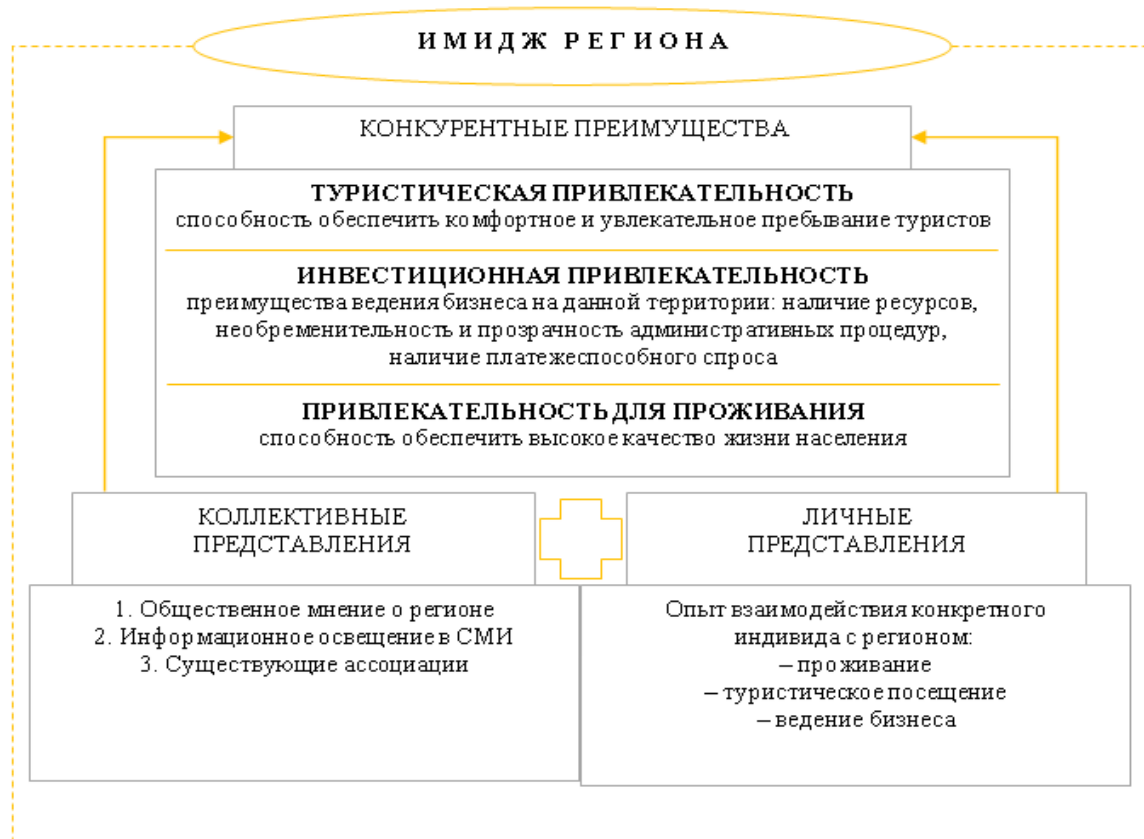 ИМИДЖ РЕГИОНА
КОНКУРЕНТНЫЕ ПРЕИМУЩЕСТВА
ТУРИСТИЧЕСКАЯ ПРИВЛЕКАТЕЛЬНОСТЬ
способность обеспечить комфортное и увлекательное пребывание туристов
ИНВЕСТИЦИОННАЯ ПРИВЛЕКАТЕЛЬНОСТЬ
преимущества ведения бизнеса на данной территории: наличие ресурсов,
необременительность и прозрачность административных процедур,
наличие платежеспособного спроса
ПРИВЛЕКАТЕЛЬНОСТЬ ДЛЯ ПРОЖИВАНИЯ
способность обеспечить высокое качество жизни населения
КОЛЛЕКТИВНЫЕ
ПРЕДСТАВЛЕНИЯ
1. Общественное мнение о регионе
2. Информационное освещение в СМИ
3. Существующие ассоциации
ЛИЧНЫЕ
ПРЕДСТАВЛЕНИЯ
Опыт взаимодействия конкретного
индивида с регионом:
– проживание
– туристическое посещение
– ведение бизнеса